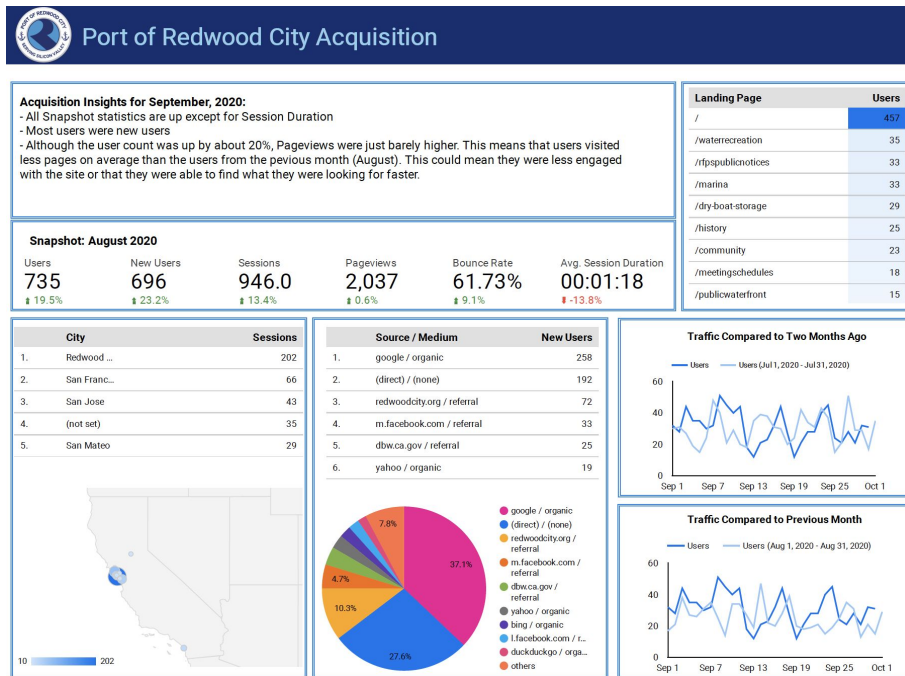 PORT OF REDWOOD CITY
SERVING SILICON VALLEY
Port of Redwood City Acquisition
Acquisition Insights for September, 2020:
- All Snapshot statistics are up except for Session Duration
- Most users were new users
- Although the user count was up by about 20%, Pageviews were just barely higher. This means that users visited
less pages on average than the users from the pevious month (August). This could mean they were less engaged
with the site or that they were able to find what they were looking for faster.
Landing Page Users
/ 457
/waterrecreation 35
/rfpspublicnotices 33
/marina 33
/dry-boat-storage 29
/history 25
/community 23
/meetingschedules 18
/publicwaterfront 15
Snapshot: August 2020
Users New Users Sessions Pageviews Bounce Rate Avg. Session Duration
735 696 946.0 2,037 61.73% 00:01:18
19.5% 23.2% 13.4% 0.6% 9.1% -13.8%
City Sessions
1. Redwood ... 202
2. San Franc... 66
3. San Jose 43
4. (not set) 35
5. San Mateo 29
10 202
Source / Medium New Users
1. google / organic 258
2. (direct) / (none) 192
3. redwoodcity.org / referral 72
4. m.facebook.com / referral 33
5. dbw.ca.gov / referral 25
6. yahoo / organic 19
7.8%
37.1%
4.7%
10.3%
27.6%
google / organic
(direct) / (none)
redwoodcity.org /
referral
m.facebook.com /
referral
dbw.ca.gov /
referral
yahoo / organic
bing / organic
l.facebook.com / r...
duckduckgo / orga...
others
Traffic Compared to Two Months Ago
Users Users (Jul 1, 2020 - Jul 31, 2020)
60
40
20
0
Sep 1 Sep 7 Sep 13 Sep 19 Sep 25 Oct 1
Traffic Compared to Previous Month
Users Users (Aug 1, 2020 - Aug 31, 2020)
60
40
20
0
Sep 1 Sep 7 Sep 13 Sep 19 Sep 25 Oct 1